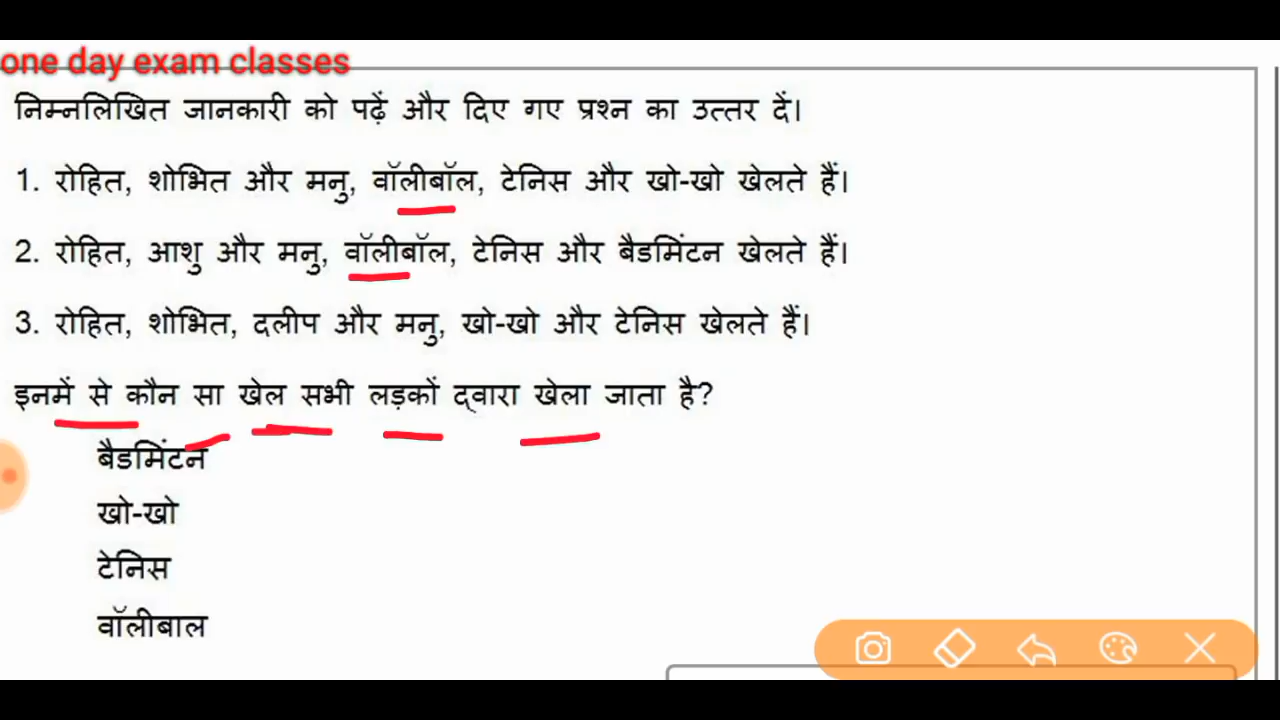 one day exam classes
निम्नलिखित जानकारी को पढ़ें और दिए गए प्रश्न का उत्तर दें।
1. रोहित, शोभित और मनु, वॉलीबॉल, टेनिस और खो-खो खेलते हैं।
2. रोहित, आशु और मनु, वॉलीबॉल, टेनिस और बैडमिंटन खेलते हैं।
3. रोहित, शोभित, दलीप और मनु, खो-खो और टेनिस खेलते हैं।
इनमें से कौन सा खेल सभी लड़कों द्वारा खेला जाता है?
बैडमिंटन
खो-खो
टेनिस
वॉलीबाल